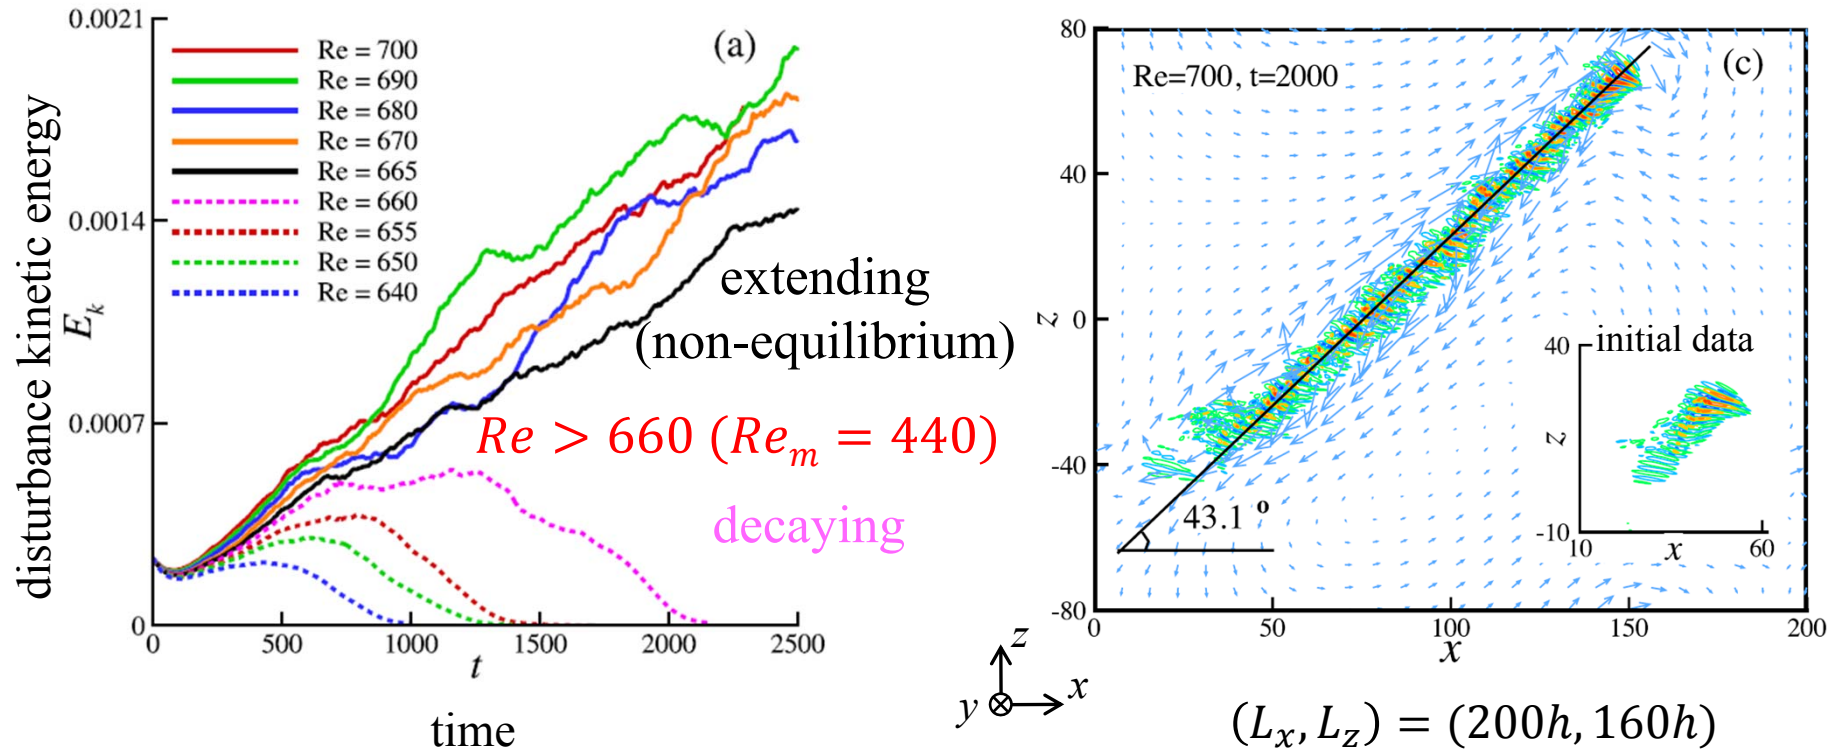 disturbance kinetic energy
E_k
0.0021
0.0014
0.0007
0
(a)
Re = 700
Re = 690
Re = 680
Re = 670
Re = 665
Re = 660
Re = 655
Re = 650
Re = 640
extending
(non-equilibrium)
Re > 660 (Re_m = 440)
decaying
0 500 1000 1500 2000 2500
t
time
80
40
0
-40
-80
z
Re=700, t=2000
(c)
initial data
40
z
-10
10 x 60
43.1 °
0 50 100 150 200
x
z
y x
(L_x, L_z) = (200h, 160h)